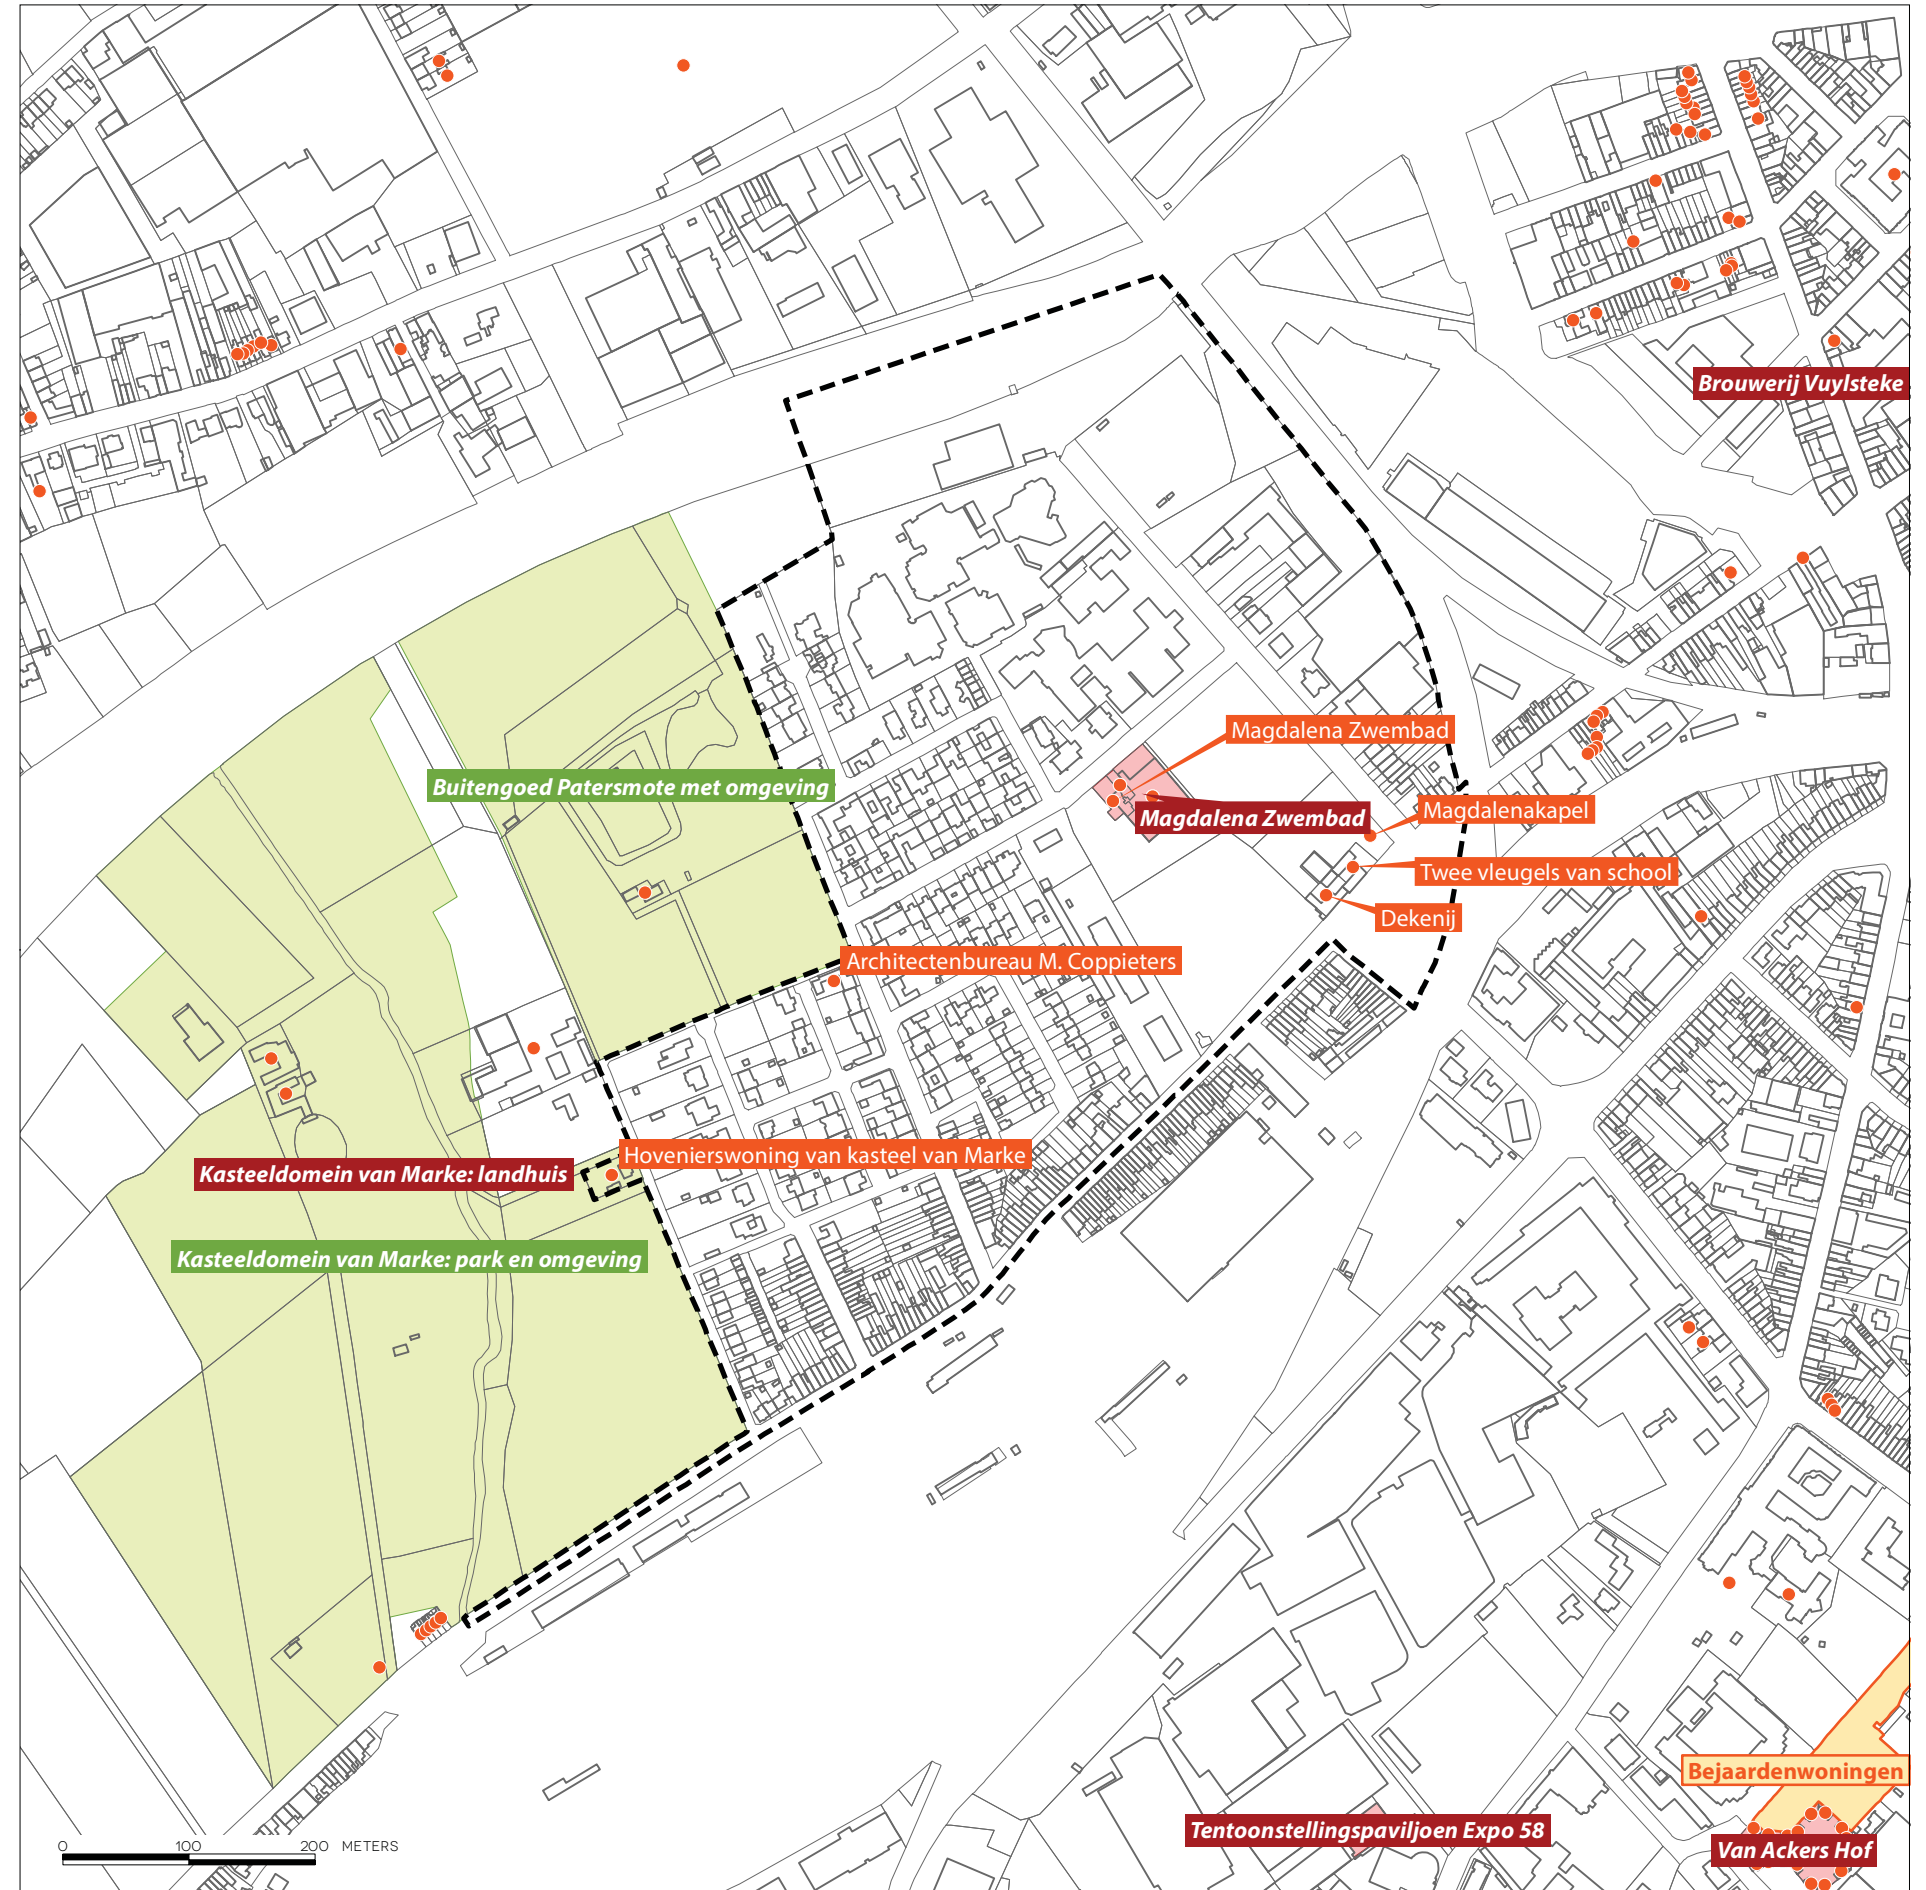 Brouwerij Vuylsteke
Magdalena Zwembad
Buitengoed Patersmote met omgeving
Magdalena Zwembad
Magdalenakapel
Twee vleugels van school
Dekenij
Architectenbureau M. Coppieters
Hovenierswoning van kasteel van Marke
Kasteeldomein van Marke: landhuis
Kasteeldomein van Marke: park en omgeving
Bejaardenwoningen
Tentoonstellingspaviljoen Expo 58
Van Ackers Hof
0 100 200 METERS